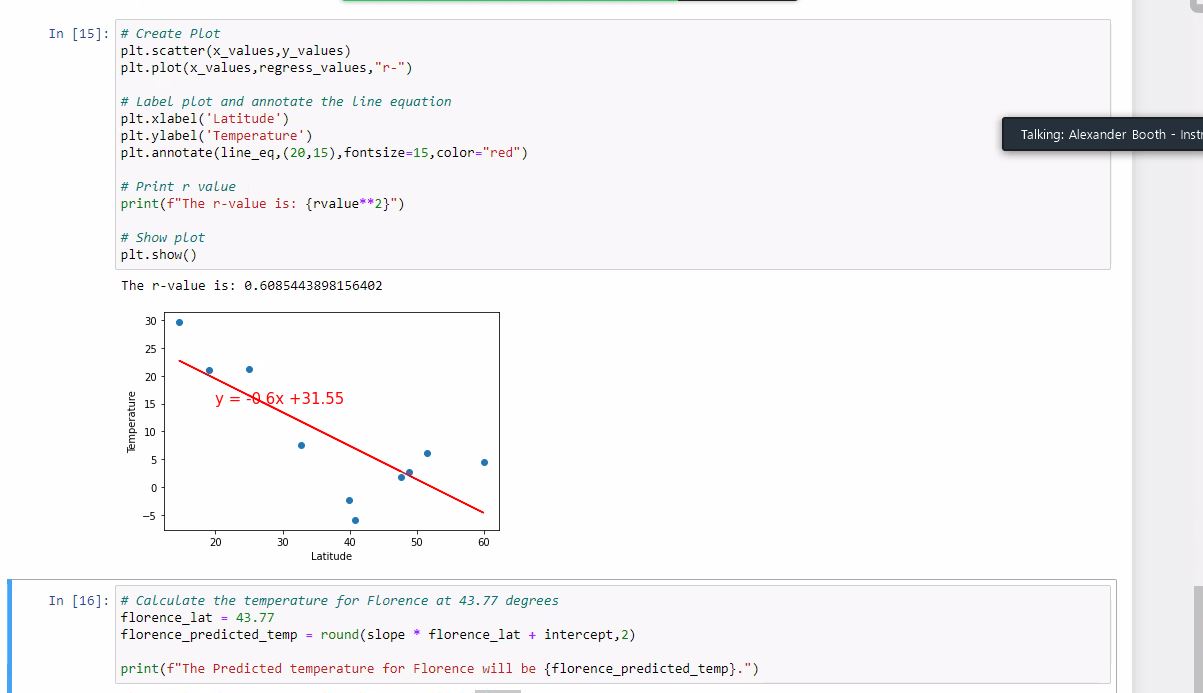 In [15]:
# Create Plot
plt.scatter(x_values,y_values)
plt.plot(x_values,regress_values,"r-")
# Label plot and annotate the line equation
plt.xlabel('Latitude')
plt.ylabel('Temperature')
plt.annotate(line_eq,(20,15),fontsize=15,color="red")
# Print r value
print(f"The r-value is: {rvalue**2}")
# Show plot
plt.show()
Talking: Alexander Booth - Inst
The r-value is: 0.6085443898156402
30
25
20
15
10
5
0
−5
Temperature
y = -0.6x +31.55
20 30 40 50 60
Latitude
In [16]:
# Calculate the temperature for Florence at 43.77 degrees
florence_lat = 43.77
florence_predicted_temp = round(slope * florence_lat + intercept,2)
print(f"The Predicted temperature for Florence will be {florence_predicted_temp}.")